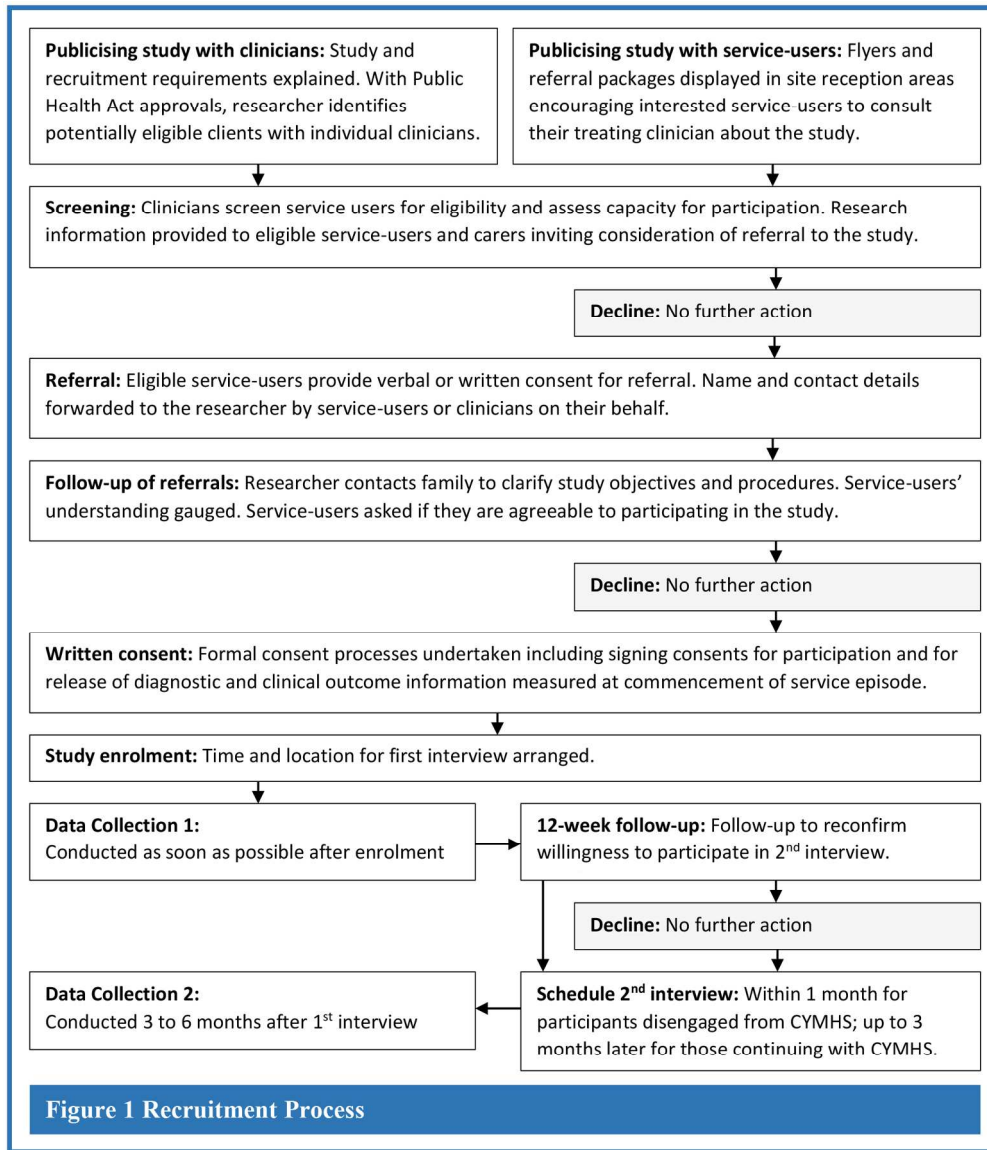 Publicising study with clinicians: Study and
recruitment requirements explained. With Public
Health Act approvals, researcher identifies
potentially eligible clients with individual clinicians.
Publicising study with service-users: Flyers and
referral packages displayed in site reception areas
encouraging interested service-users to consult
their treating clinician about the study.
Screening: Clinicians screen service users for eligibility and assess capacity for participation. Research
information provided to eligible service-users and carers inviting consideration of referral to the study.
Decline: No further action
Referral: Eligible service-users provide verbal or written consent for referral. Name and contact details
forwarded to the researcher by service-users or clinicians on their behalf.
Follow-up of referrals: Researcher contacts family to clarify study objectives and procedures. Service-users'
understanding gauged. Service-users asked if they are agreeable to participating in the study.
Decline: No further action
Written consent: Formal consent processes undertaken including signing consents for participation and for
release of diagnostic and clinical outcome information measured at commencement of service episode.
Study enrolment: Time and location for first interview arranged.
Data Collection 1:
Conducted as soon as possible after enrolment
12-week follow-up: Follow-up to reconfirm
willingness to participate in 2nd interview.
Decline: No further action
Data Collection 2:
Conducted 3 to 6 months after 1st interview
Schedule 2nd interview: Within 1 month for
participants disengaged from CYMHS; up to 3
months later for those continuing with CYMHS.
Figure 1 Recruitment Process